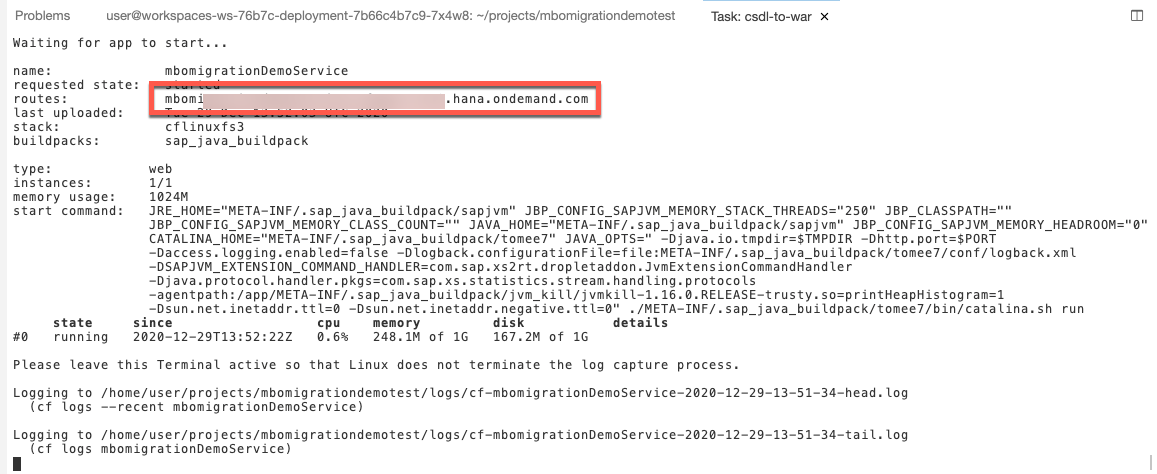 Problems user@workspaces-ws-76b7c-deployment-7b66c4b7c9-7x4w8: ~/projects/mbomigrationdemotest Task: csdl-to-war ×
Waiting for app to start...
name: mbomigrationDemoService
requested state: started
routes: mbomi .hana.ondemand.com
last uploaded: Tue 29 Dec 13:52:05 UTC 2020
stack: cflinuxfs3
buildpacks: sap_java_buildpack
type: web
instances: 1/1
memory usage: 1024M
start command: JRE_HOME="META-INF/.sap_java_buildpack/sapjvm" JBP_CONFIG_SAPJVM_MEMORY_STACK_THREADS="250" JBP_CLASSPATH=""
JBP_CONFIG_SAPJVM_MEMORY_CLASS_COUNT="" JAVA_HOME="META-INF/.sap_java_buildpack/sapjvm" JBP_CONFIG_SAPJVM_MEMORY_HEADROOM="0"
CATALINA_HOME="META-INF/.sap_java_buildpack/tomee7" JAVA_OPTS=" -Djava.io.tmpdir=$TMPDIR -Dhttp.port=$PORT
-Daccess.logging.enabled=false -Dlogback.configurationFile=file:META-INF/.sap_java_buildpack/tomee7/conf/logback.xml
-DSAPJVM_EXTENSION_COMMAND_HANDLER=com.sap.xs2rt.dropletaddon.JvmExtensionCommandHandler
-Djava.protocol.handler.pkgs=com.sap.xs.statistics.stream.handling.protocols
-agentpath:/app/META-INF/.sap_java_buildpack/jvm_kill/jvmkill-1.16.0.RELEASE-trusty.so=printHeapHistogram=1
-Dsun.net.inetaddr.ttl=0 -Dsun.net.inetaddr.negative.ttl=0" ./META-INF/.sap_java_buildpack/tomee7/bin/catalina.sh run
state since cpu memory disk details
#0 running 2020-12-29T13:52:22Z 0.6% 248.1M of 1G 167.2M of 1G
Please leave this Terminal active so that Linux does not terminate the log capture process.
Logging to /home/user/projects/mbomigrationdemotest/logs/cf-mbomigrationDemoService-2020-12-29-13-51-34-head.log
(cf logs --recent mbomigrationDemoService)
Logging to /home/user/projects/mbomigrationdemotest/logs/cf-mbomigrationDemoService-2020-12-29-13-51-34-tail.log
(cf logs mbomigrationDemoService)